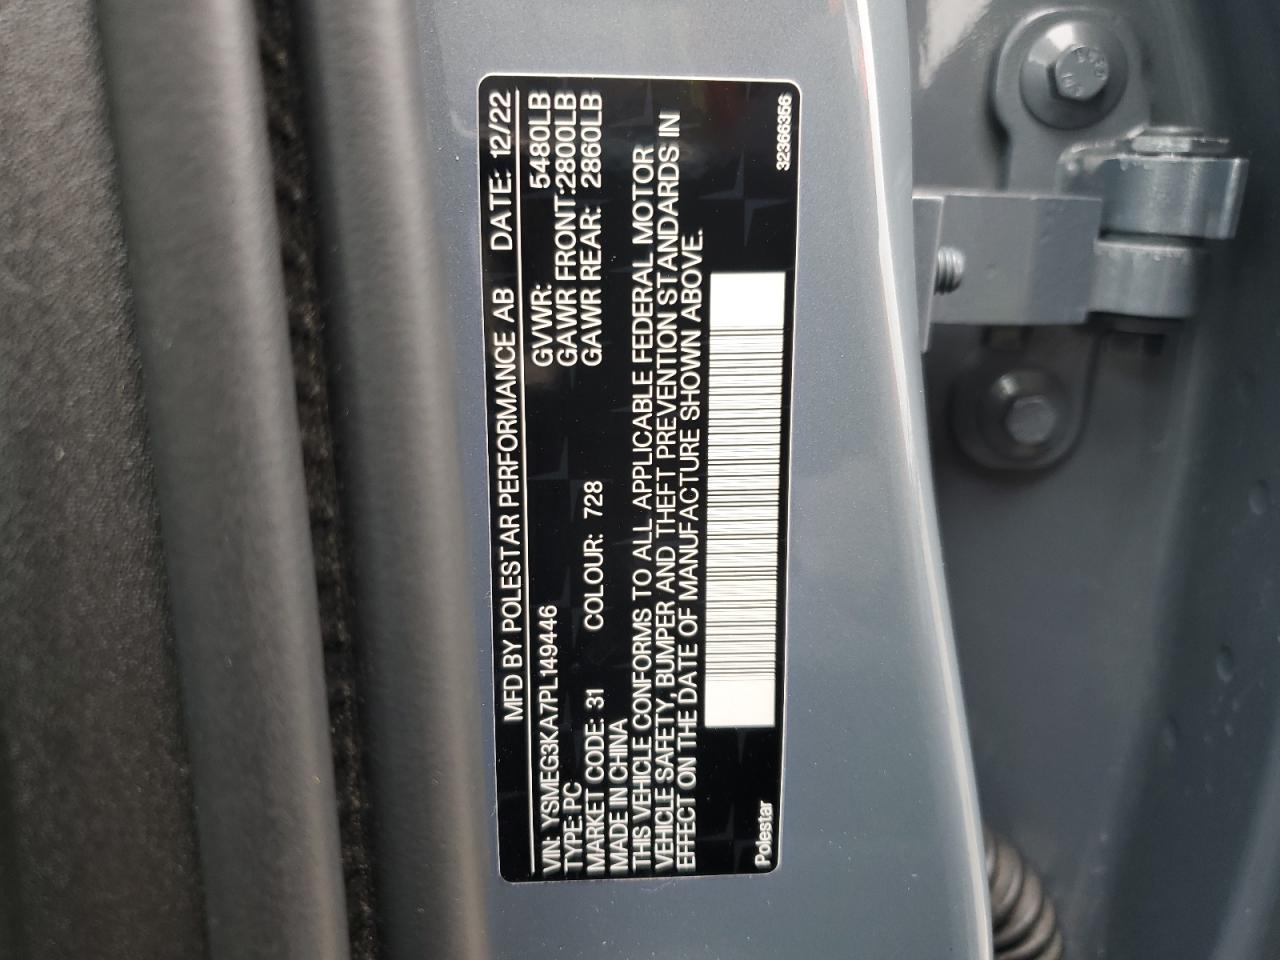 MFD BY POLESTAR PERFORMANCE AB DATE: 12/22
VIN: YSMEG3KA7PL149446 GVWR: 5480LB
TYPE: PC GAWR FRONT: 2800LB
MARKET CODE: 31 COLOUR: 728 GAWR REAR: 2860LB
MADE IN CHINA
THIS VEHICLE CONFORMS TO ALL APPLICABLE FEDERAL MOTOR
VEHICLE SAFETY, BUMPER AND THEFT PREVENTION STANDARDS IN
EFFECT ON THE DATE OF MANUFACTURE SHOWN ABOVE.
Polestar 32366356